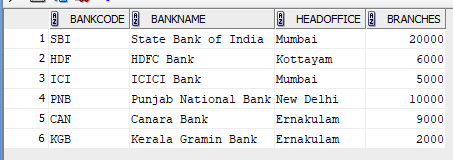 BANKCODE BANKNAME HEADOFFICE BRANCHES
1 SBI State Bank of India Mumbai 20000
2 HDF HDFC Bank Kottayam 6000
3 ICI ICICI Bank Mumbai 5000
4 PNB Punjab National Bank New Delhi 10000
5 CAN Canara Bank Ernakulam 9000
6 KGB Kerala Gramin Bank Ernakulam 2000